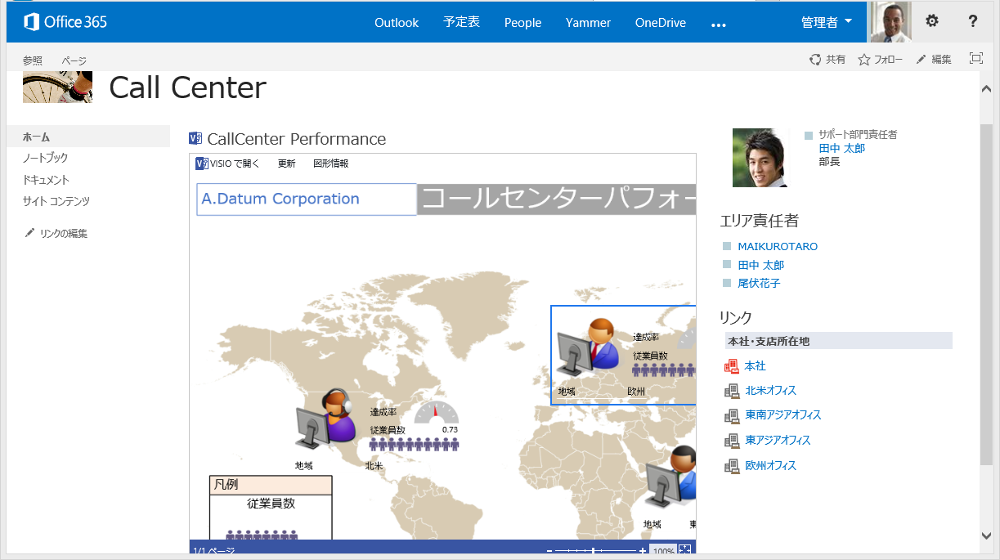 Office 365
Outlook
予定表
People
Yammer
OneDrive
•••
管理者
?
参照
ページ
共有
フォロー
編集
Call Center
ホーム
ノートブック
ドキュメント
サイト コンテンツ
リンクの編集
CallCenter Performance
VISIO で開く
更新
図形情報
A.Datum Corporation
コールセンターパフォー
達成率
従業員数
地域
欧州
達成率
従業員数
0.73
地域
北米
地域
東
凡例
従業員数
1/1 ページ
100%
サポート部門責任者
田中 太郎
部長
エリア責任者
MAIKUROTARO
田中 太郎
尾伏花子
リンク
本社・支店所在地
本社
北米オフィス
東南アジアオフィス
東アジアオフィス
欧州オフィス